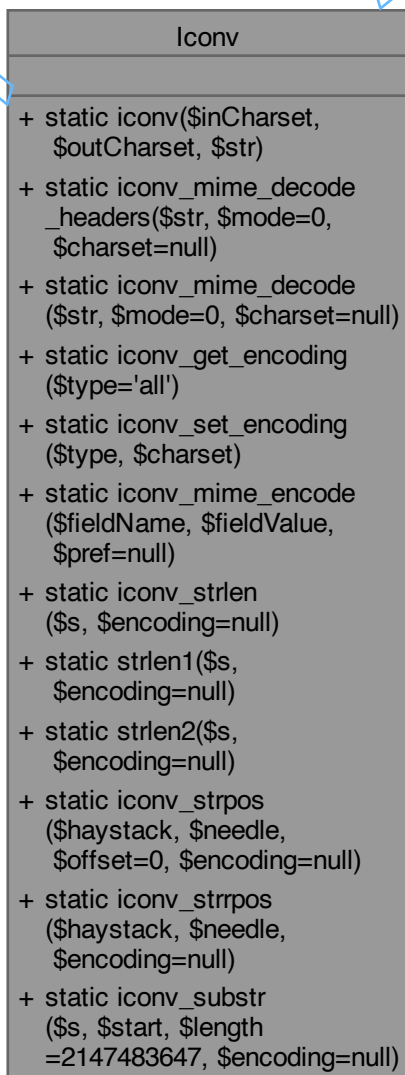 Iconv
+ static iconv($inCharset,
$outCharset, $str)
+ static iconv_mime_decode
_headers($str, $mode=0,
$charset=null)
+ static iconv_mime_decode
($str, $mode=0, $charset=null)
+ static iconv_get_encoding
($type='all')
+ static iconv_set_encoding
($type, $charset)
+ static iconv_mime_encode
($fieldName, $fieldValue,
$pref=null)
+ static iconv_strlen
($s, $encoding=null)
+ static strlen1($s,
$encoding=null)
+ static strlen2($s,
$encoding=null)
+ static iconv_strpos
($haystack, $needle,
$offset=0, $encoding=null)
+ static iconv_strrpos
($haystack, $needle,
$encoding=null)
+ static iconv_substr
($s, $start, $length
=2147483647, $encoding=null)